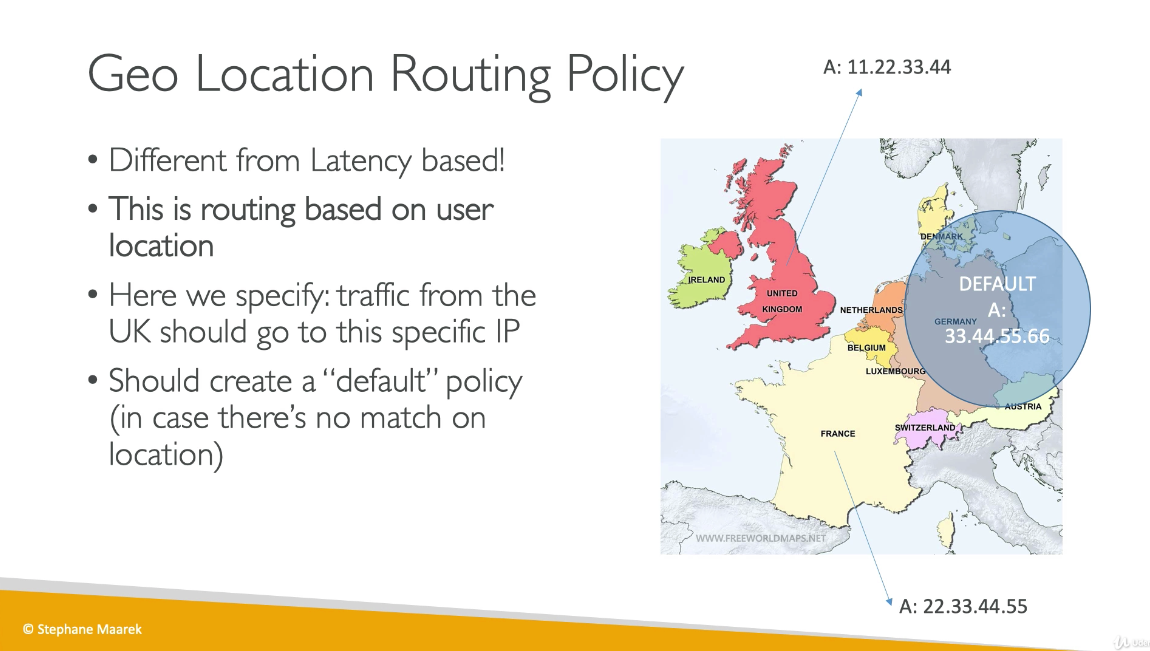 Geo Location Routing Policy
A: 11.22.33.44
• Different from Latency based!
• This is routing based on user
location
• Here we specify: traffic from the
UK should go to this specific IP
• Should create a “default” policy
(in case there’s no match on
location)
DENMARK
IRELAND
UNITED
KINGDOM
NETHERLANDS
DEFAULT
A:
33.44.55.66
GERMANY
BELGIUM
LUXEMBOURG
AUSTRIA
SWITZERLAND
FRANCE
WWW.FREEWORLDMAPS.NET
A: 22.33.44.55
© Stephane Maarek